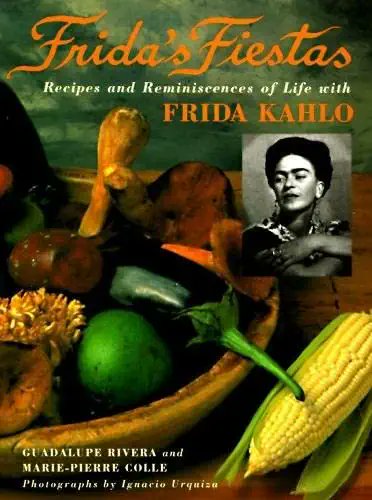 Frida's Fiestas
Recipes and Reminiscences of Life with
FRIDA KAHLO
GUADALUPE RIVERA and
MARIE-PIERRE COLLE
Photographs by Ignacio Urquiza